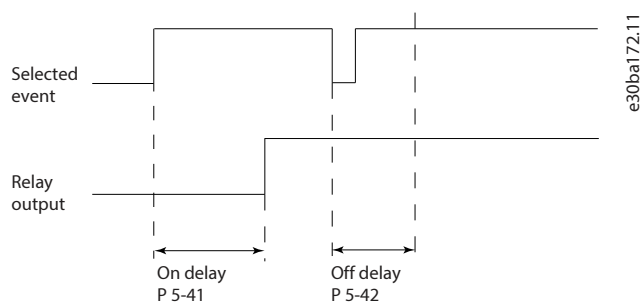 Selected
event
Relay
output
On delay
P 5-41
Off delay
P 5-42
e30ba172.11